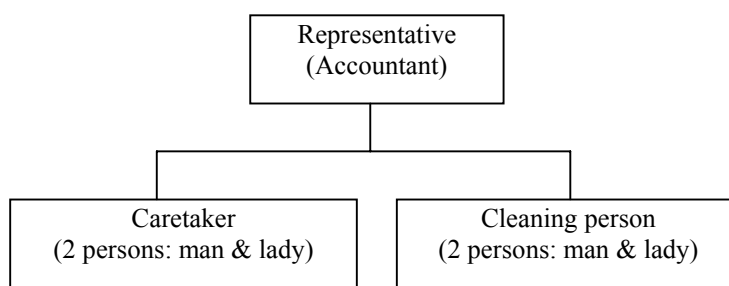 Representative
(Accountant)
Caretaker
(2 persons: man & lady)
Cleaning person
(2 persons: man & lady)